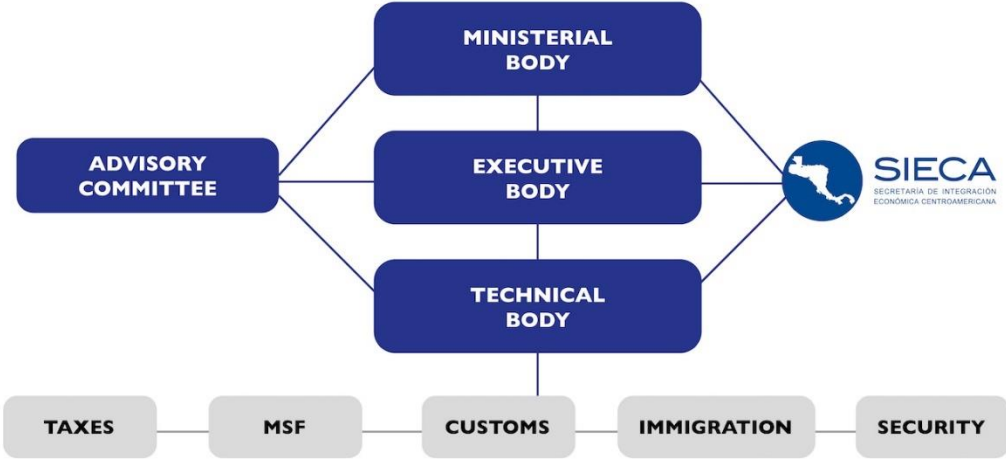 MINISTERIAL
BODY
ADVISORY
COMMITTEE
EXECUTIVE
BODY
SIECA
SECRETARÍA DE INTEGRACIÓN
ECONÓMICA CENTROAMERICANA
TECHNICAL
BODY
TAXES
MSF
CUSTOMS
IMMIGRATION
SECURITY